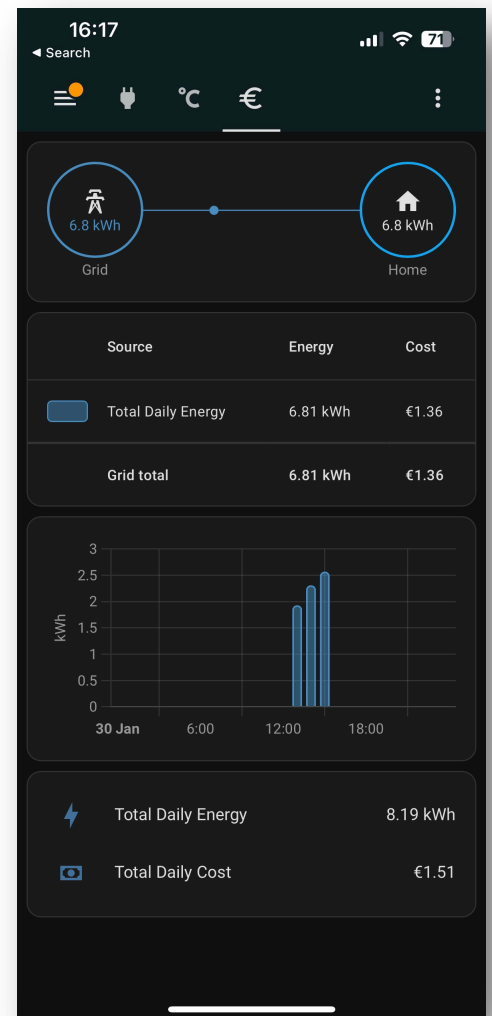 16:17
71
◀ Search
°C €
6.8 kWh 6.8 kWh
Grid Home
Source Energy Cost
Total Daily Energy 6.81 kWh €1.36
Grid total 6.81 kWh €1.36
kWh
3
2.5
2
1.5
1
0.5
0
30 Jan 6:00 12:00 18:00
Total Daily Energy 8.19 kWh
Total Daily Cost €1.51